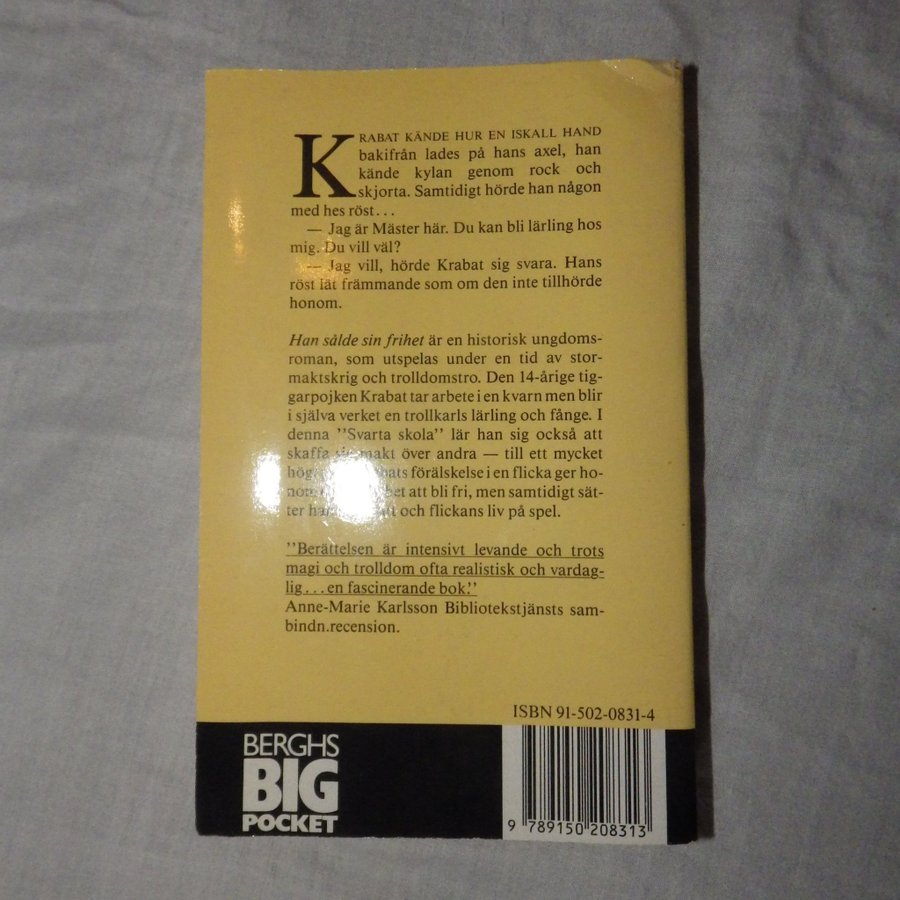 KRABAT KÄNDE HUR EN ISKALL HAND
bakifrån lades på hans axel, han
kände kylan genom rock och
skjorta. Samtidigt hörde han någon
med hes röst...
— Jag är Mäster här. Du kan bli lärling hos
mig. Du vill väl?
— Jag vill, hörde Krabat sig svara. Hans
röst lät främmande som om den inte tillhörde
honom.
Han sålde sin frihet är en historisk ungdoms-
roman, som utspelas under en tid av stor-
maktskrig och trolldomstro. Den 14-årige tig-
garpojken Krabat tar arbete i en kvarn men blir
i själva verket en trollkarls lärling och fånge. I
denna "Svarta skola" lär han sig också att
skaffa sig makt över andra — till ett mycket
förälskelse i en flicka ger ho-
att bli fri, men samtidigt sät-
ter och flickans liv på spel.
"Berättelsen är intensivt levande och trots
magi och trolldom ofta realistisk och vardag-
lig...en fascinerande bok."
Anne-Marie Karlsson Bibliotekstjänsts sam-
bindn.recension.
ISBN 91-502-0831-4
BERGHS
BIG
POCKET
9 789150 208313